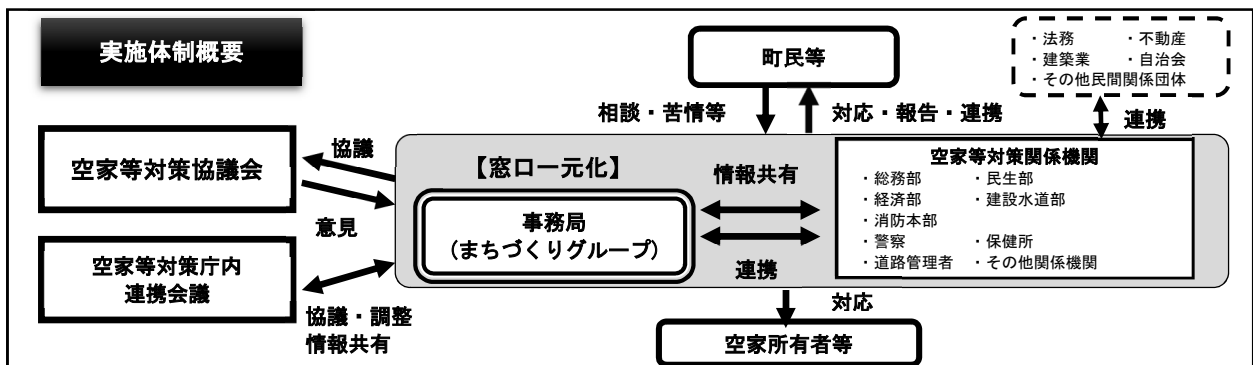 実施体制概要
町民等
・法務 ・不動産
・建築業 ・自治会
・その他民間関係団体
相談・苦情等
対応・報告・連携
連携
空家等対策協議会
協議
意見
空家等対策庁内
連携会議
協議・調整
情報共有
【窓口一元化】
事務局
(まちづくりグループ)
情報共有
連携
空家等対策関係機関
・総務部 ・民生部
・経済部 ・建設水道部
・消防本部
・警察 ・保健所
・道路管理者 ・その他関係機関
対応
空家所有者等